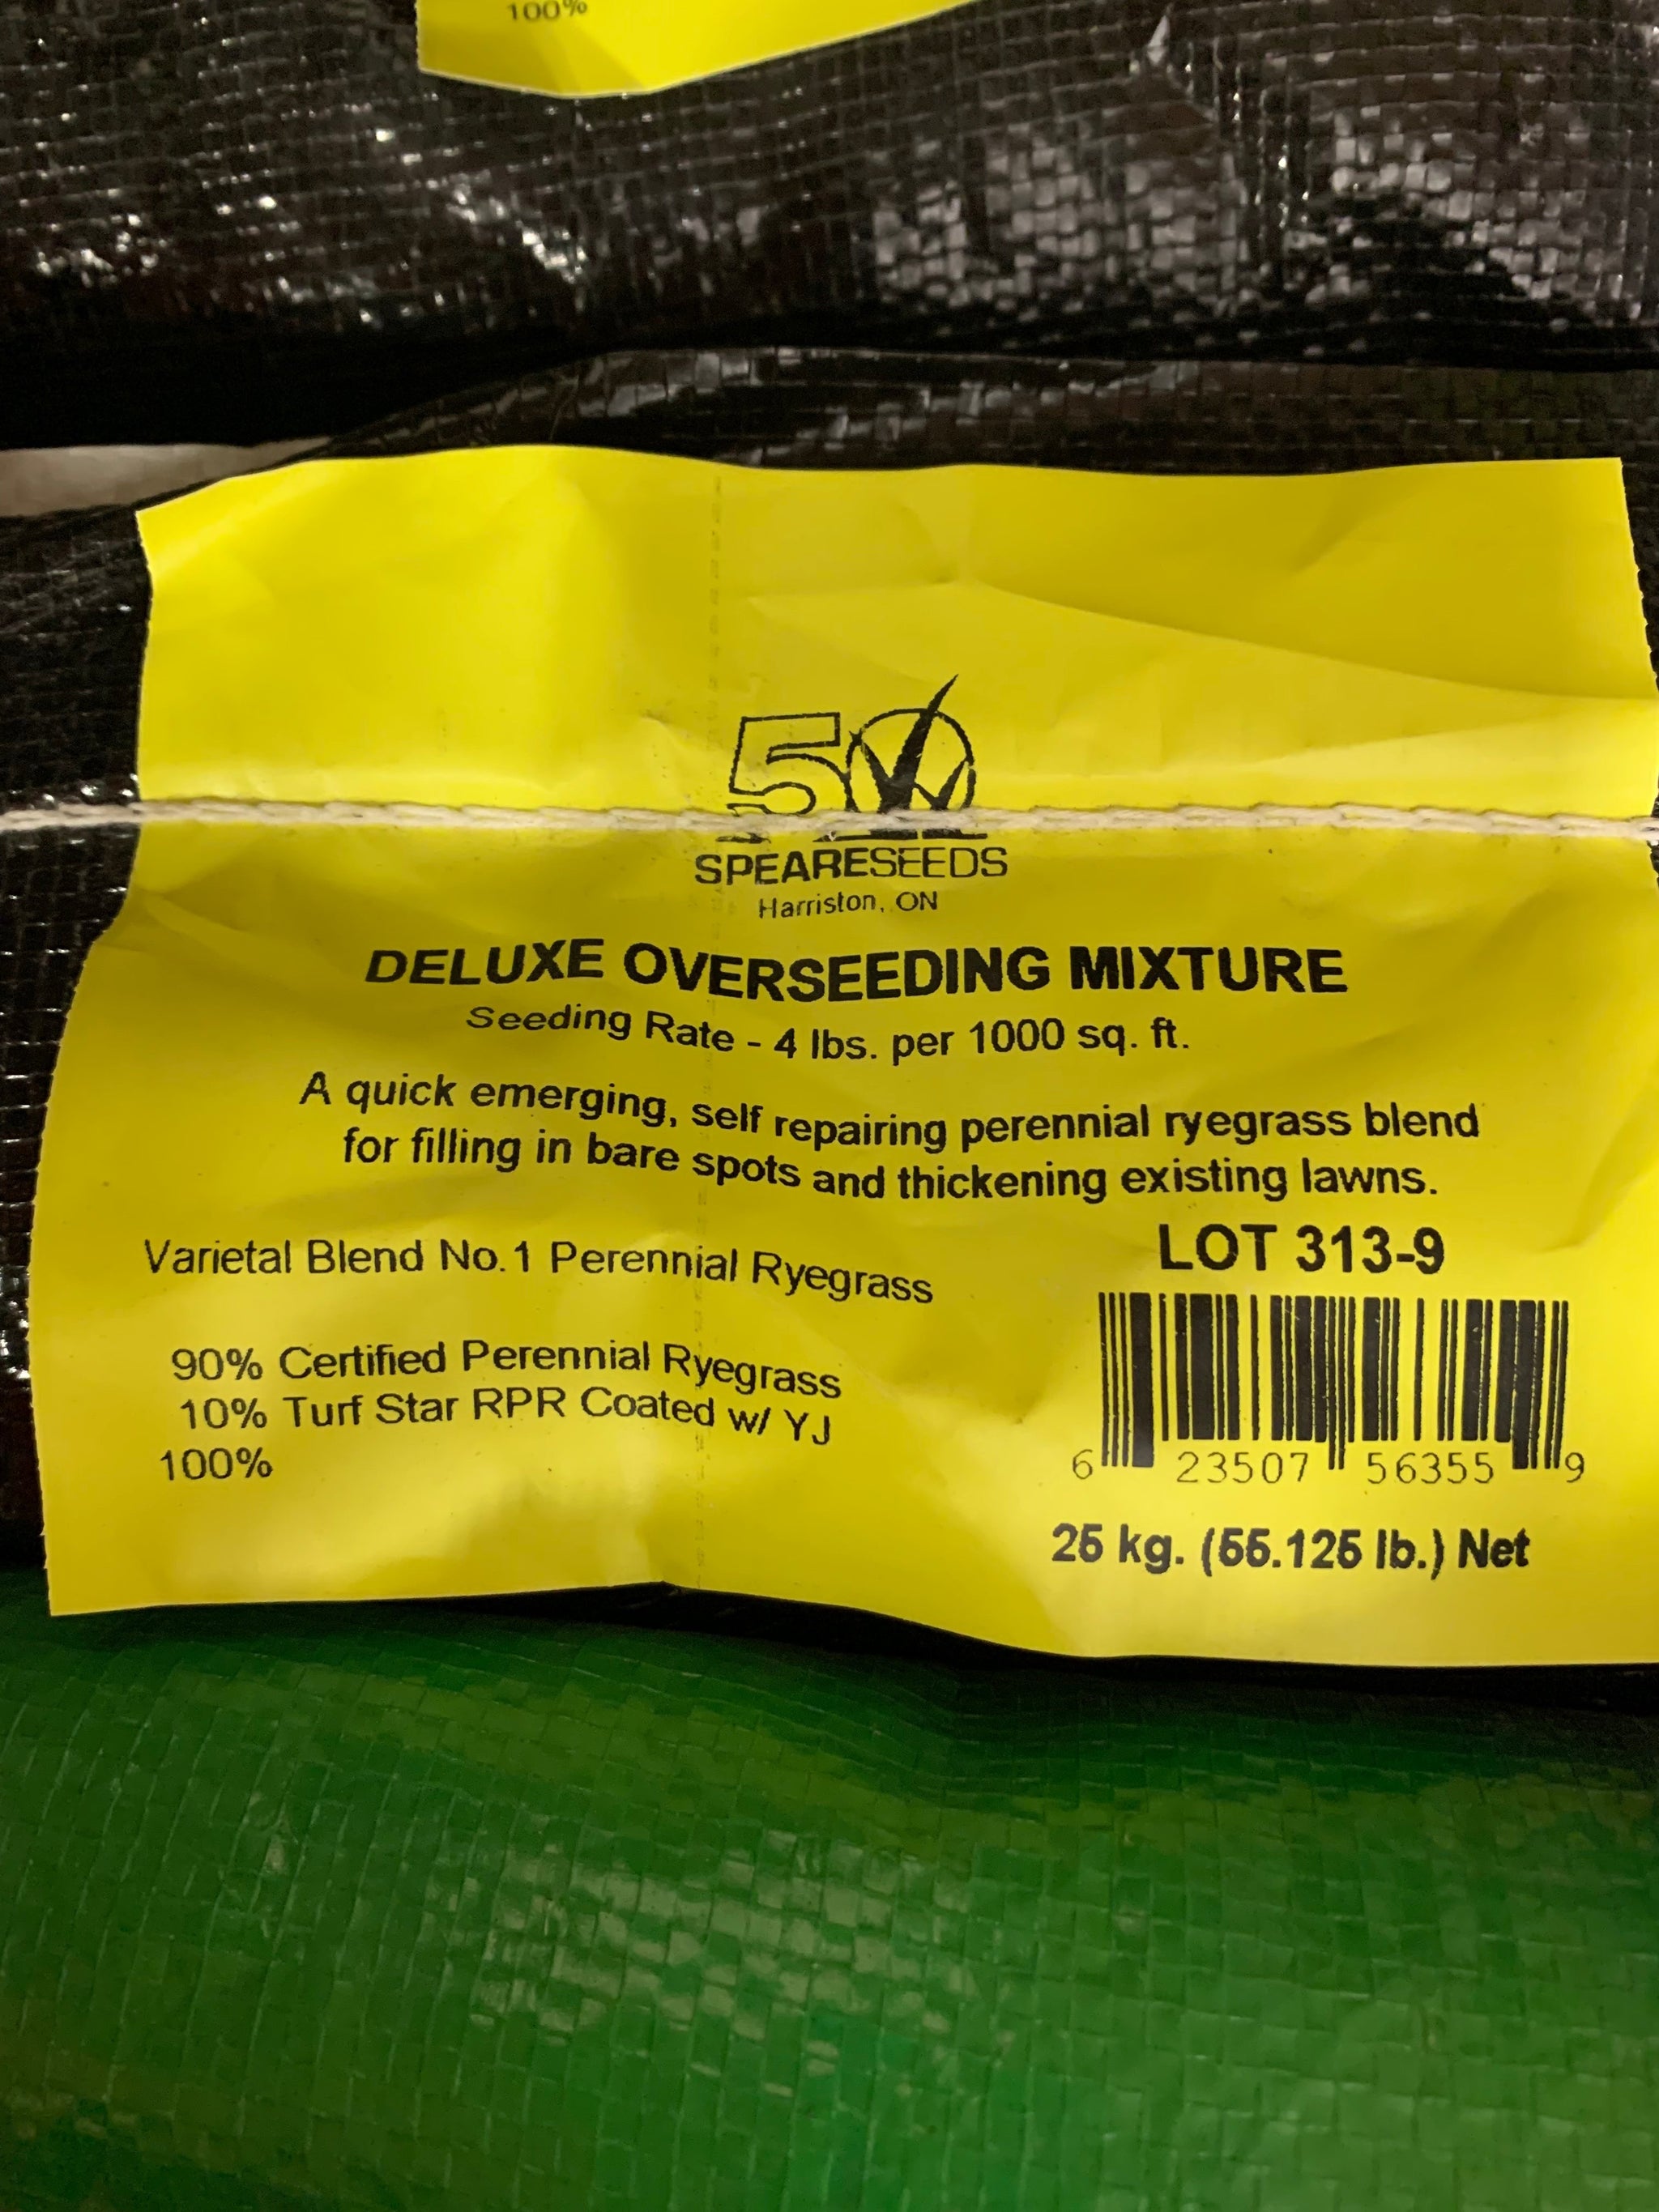 100%
50
SPEARESEEDS
Harriston, ON
DELUXE OVERSEEDING MIXTURE
Seeding Rate - 4 lbs. per 1000 sq. ft.
A quick emerging, self repairing perennial ryegrass blend
for filling in bare spots and thickening existing lawns.
Varietal Blend No.1 Perennial Ryegrass
90% Certified Perennial Ryegrass
10% Turf Star RPR Coated w/ YJ
100%
LOT 313-9
6 23507 56355 9
25 kg. (55.125 lb.) Net